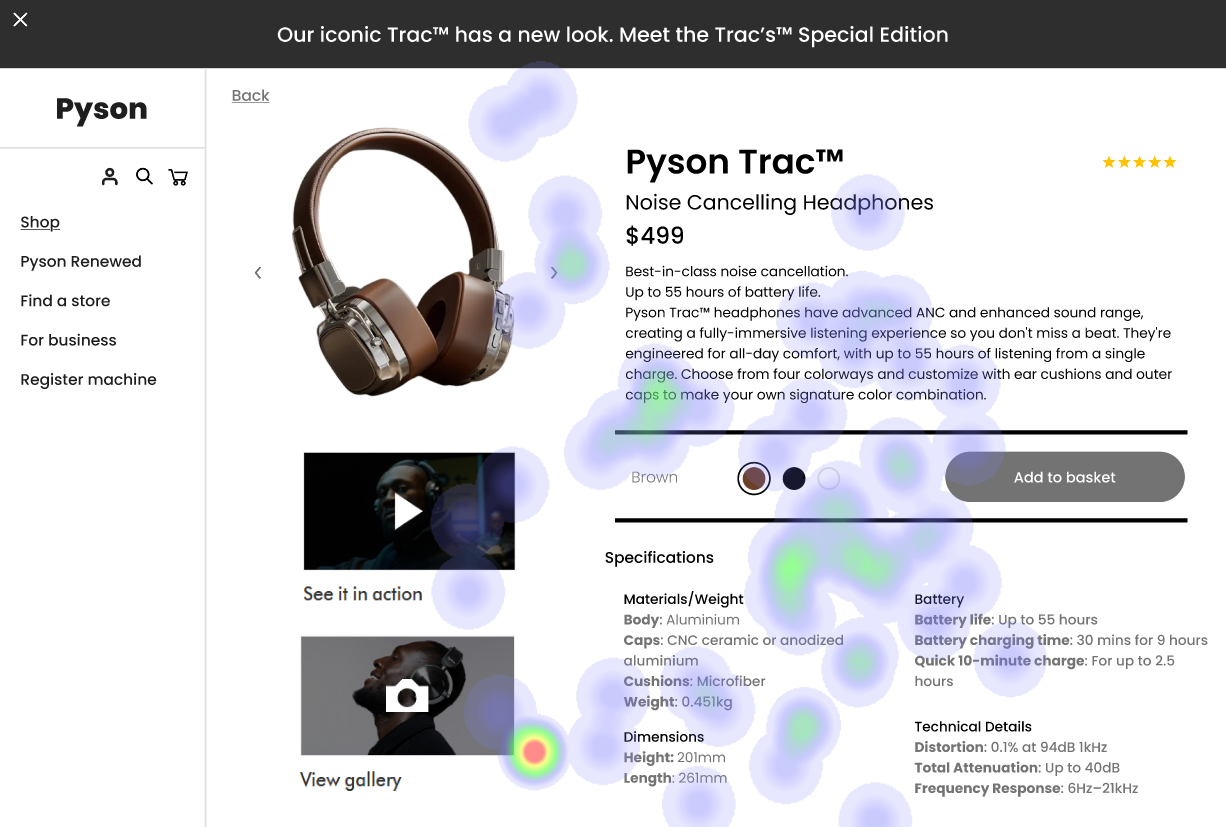 Our iconic Trac™ has a new look. Meet the Trac's™ Special Edition
Pyson
Shop
Pyson Renewed
Find a store
For business
Register machine
Back
Pyson Trac™
Noise Cancelling Headphones
$499
Best-in-class noise cancellation.
Up to 55 hours of battery life.
Pyson Trac™ headphones have advanced ANC and enhanced sound range,
creating a fully-immersive listening experience so you don't miss a beat. They're
engineered for all-day comfort, with up to 55 hours of listening from a single
charge. Choose from four colorways and customize with ear cushions and outer
caps to make your own signature color combination.
Brown
Add to basket
See it in action
View gallery
Specifications
Materials/Weight
Body: Aluminium
Caps: CNC ceramic or anodized
aluminium
Cushions: Microfiber
Weight: 0.451kg
Dimensions
Height: 201mm
Length: 261mm
Battery
Battery life: Up to 55 hours
Battery charging time: 30 mins for 9 hours
Quick 10-minute charge: For up to 2.5
hours
Technical Details
Distortion: 0.1% at 94dB 1kHz
Total Attenuation: Up to 40dB
Frequency Response: 6Hz–21kHz